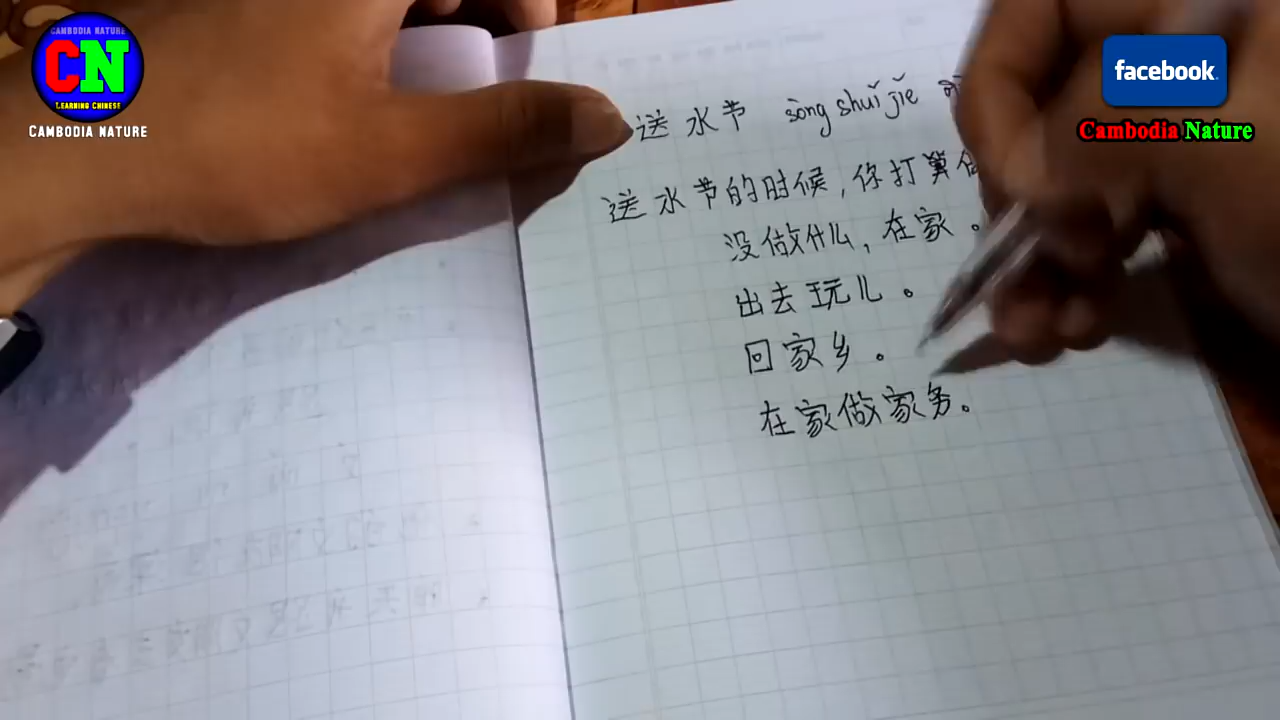 CAMBODIA NATURE
CN
LEARNING CHINESE
CAMBODIA NATURE
facebook
Cambodia Nature
送水节 sòng shuǐ jǐe
送水节的时候,你打算
没做什么,在家。
出去玩儿。
回家乡。
在家做家务。